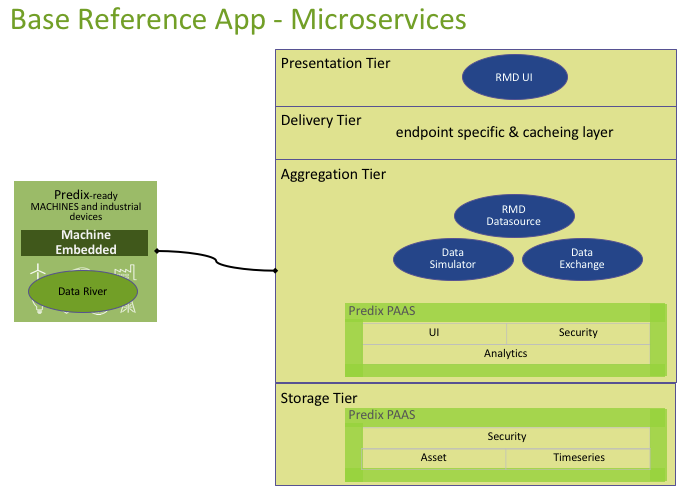 Base Reference App - Microservices
Presentation Tier
RMD UI
Delivery Tier
endpoint specific & cacheing layer
Aggregation Tier
RMD
Datasource
Data
Simulator
Data
Exchange
Predix PAAS
UI
Security
Analytics
Storage Tier
Predix PAAS
Security
Asset
Timeseries
Predix-ready
MACHINES and industrial
devices
Machine
Embedded
Data River